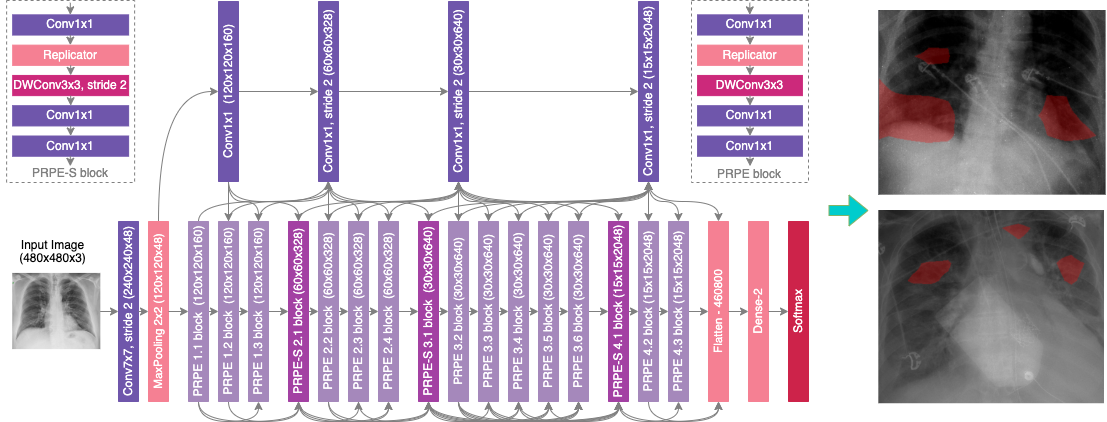 Conv1x1
Replicator
DWConv3x3, stride 2
Conv1x1
Conv1x1
PRPE-S block
Conv1x1 (120x120x160)
Conv1x1, stride 2 (60x60x328)
Conv1x1, stride 2 (30x30x640)
Conv1x1, stride 2 (15x15x2048)
Conv1x1
Replicator
DWConv3x3
Conv1x1
Conv1x1
PRPE block
Input Image
(480x480x3)
Conv7x7, stride 2 (240x240x48)
MaxPooling 2x2 (120x120x48)
PRPE 1.1 block (120x120x160)
PRPE 1.2 block (120x120x160)
PRPE 1.3 block (120x120x160)
PRPE-S 2.1 block (60x60x328)
PRPE 2.2 block (60x60x328)
PRPE 2.3 block (60x60x328)
PRPE 2.4 block (60x60x328)
PRPE-S 3.1 block (30x30x640)
PRPE 3.2 block (30x30x640)
PRPE 3.3 block (30x30x640)
PRPE 3.4 block (30x30x640)
PRPE 3.5 block (30x30x640)
PRPE 3.6 block (30x30x640)
PRPE-S 4.1 block (15x15x2048)
PRPE 4.2 block (15x15x2048)
PRPE 4.3 block (15x15x2048)
Flatten - 460800
Dense-2
Softmax